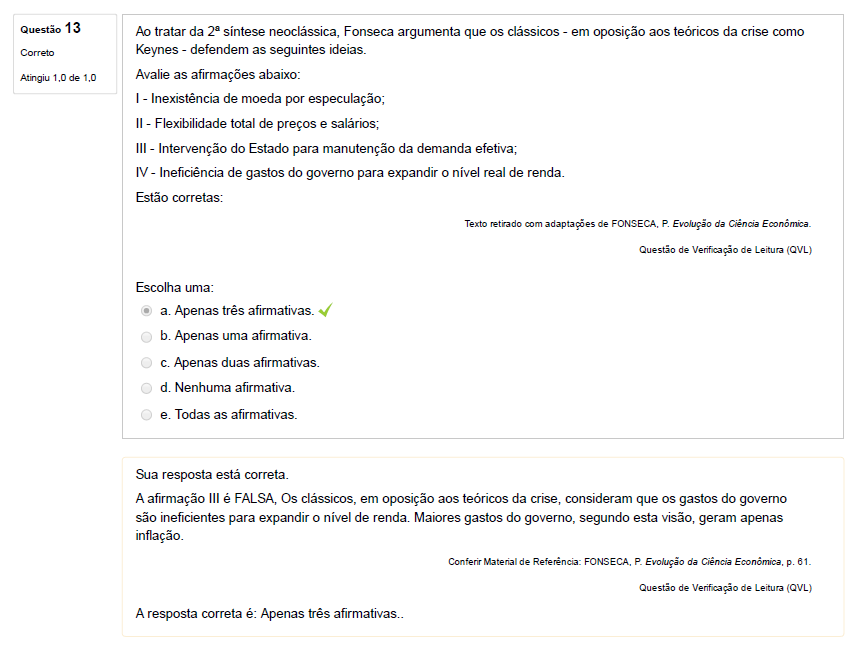 Questão 13
Correto
Atingiu 1,0 de 1,0
Ao tratar da 2ª síntese neoclássica, Fonseca argumenta que os clássicos - em oposição aos teóricos da crise como
Keynes - defendem as seguintes ideias.
Avalie as afirmações abaixo:
I - Inexistência de moeda por especulação;
II - Flexibilidade total de preços e salários;
III - Intervenção do Estado para manutenção da demanda efetiva;
IV - Ineficiência de gastos do governo para expandir o nível real de renda.
Estão corretas:
Texto retirado com adaptações de FONSECA, P. Evolução da Ciência Econômica.
Questão de Verificação de Leitura (QVL)
Escolha uma:
a. Apenas três afirmativas.
b. Apenas uma afirmativa.
c. Apenas duas afirmativas.
d. Nenhuma afirmativa.
e. Todas as afirmativas.
Sua resposta está correta.
A afirmação III é FALSA, Os clássicos, em oposição aos teóricos da crise, consideram que os gastos do governo
são ineficientes para expandir o nível de renda. Maiores gastos do governo, segundo esta visão, geram apenas
inflação.
Conferir Material de Referência: FONSECA, P. Evolução da Ciência Econômica, p. 61.
Questão de Verificação de Leitura (QVL)
A resposta correta é: Apenas três afirmativas..